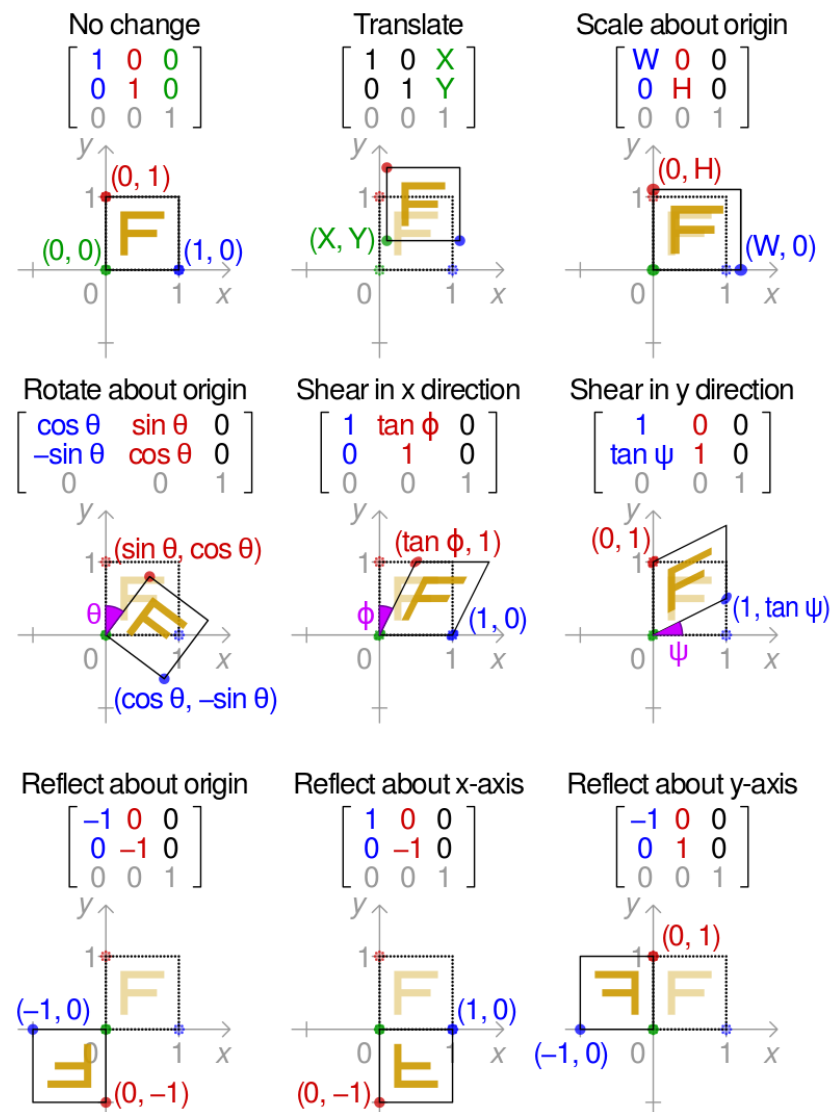 No change
Translate
Scale about origin
1 0 0
0 1 0
0 0 1
1 0 X
0 1 Y
0 0 1
W 0 0
0 H 0
0 0 1
y
(0, 1)
1
F
(0, 0)
(1, 0)
0
1
x
y
1
F
F
(X, Y)
0
1
x
y
(0, H)
1
F
F
(W, 0)
0
1
x
Rotate about origin
Shear in x direction
Shear in y direction
cos θ sin θ 0
−sin θ cos θ 0
0 0 1
1 tan ϕ 0
0 1 0
0 0 1
1 0 0
tan ψ 1 0
0 0 1
y
(sin θ, cos θ)
1
F
F
θ
0
1
x
(cos θ, −sin θ)
y
(tan ϕ, 1)
1
F
F
ϕ
(1, 0)
0
1
x
y
(0, 1)
1
F
F
(1, tan ψ)
ψ
0
1
x
Reflect about origin
Reflect about x-axis
Reflect about y-axis
−1 0 0
0 −1 0
0 0 1
1 0 0
0 −1 0
0 0 1
−1 0 0
0 1 0
0 0 1
y
1
F
(−1, 0)
0
1
x
F
(0, −1)
y
1
F
(1, 0)
0
1
x
F
(0, −1)
y
(0, 1)
1
F
F
(−1, 0)
0
1
x